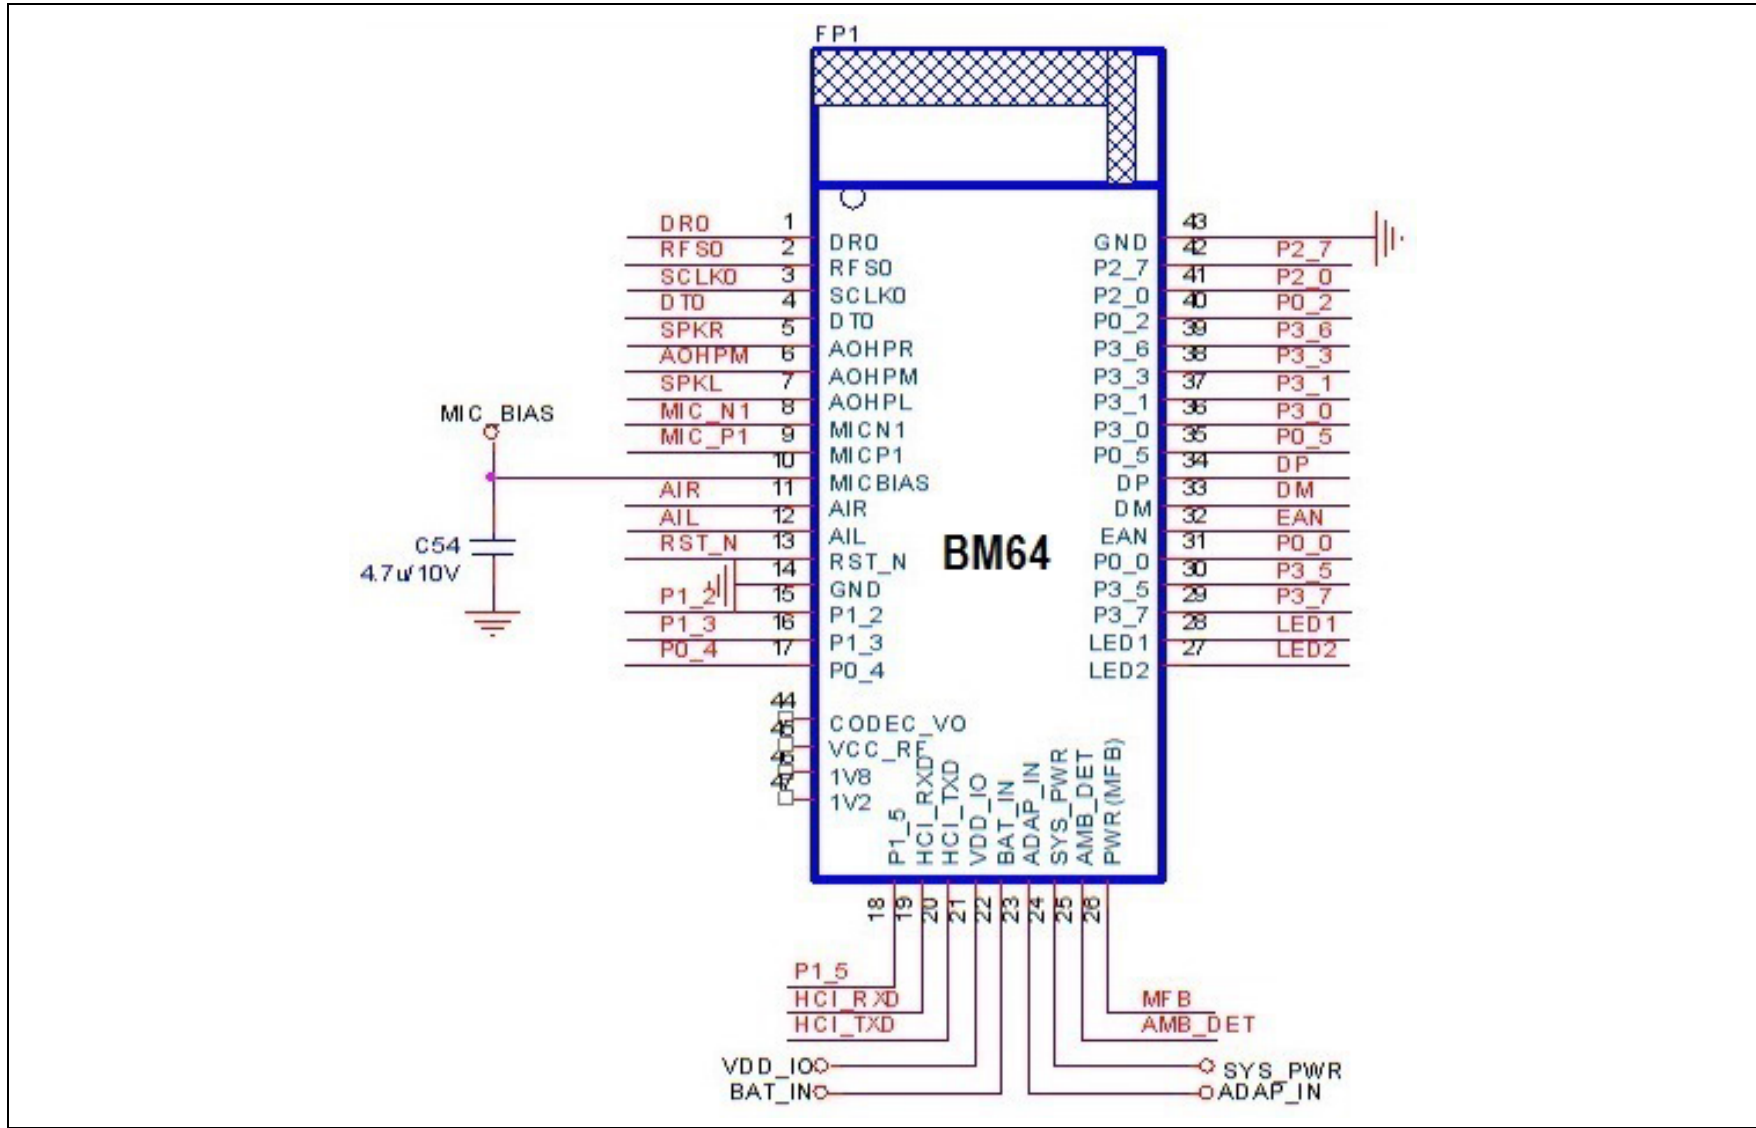 FP1
DR0 1 DR0 GND 43
RFS0 2 RFS0 P2_7 42 P2_7
SCLK0 3 SCLK0 P2_0 41 P2_0
DT0 4 DT0 P0_2 40 P0_2
SPKR 5 AOHPR P3_6 39 P3_6
AOHPM 6 AOHPM P3_3 38 P3_3
SPKL 7 AOHPL P3_1 37 P3_1
MIC_N1 8 MICN1 P3_0 36 P3_0
MIC_P1 9 MICP1 P0_5 35 P0_5
MIC_BIAS
10 MICBIAS DP 34 DP
AIR 11 AIR DM 33 DM
AIL 12 AIL EAN 32 EAN
RST_N 13 RST_N P0_0 31 P0_0
14 GND P3_5 30 P3_5
P1_2 15 P1_2 P3_7 29 P3_7
P1_3 16 P1_3 LED1 28 LED1
P0_4 17 P0_4 LED2 27 LED2
C54
4.7u/10V
BM64
44 CODEC_VO
VCC_RF
1V8
1V2
P1_5 HCI_RXD HCI_TXD VDD_IO BAT_IN ADAP_IN SYS_PWR AMB_DET PWR(MFB)
18 19 20 21 22 23 24 25 26
P1_5
HCI_RXD MFB
HCI_TXD AMB_DET
VDD_IO SYS_PWR
BAT_IN ADAP_IN